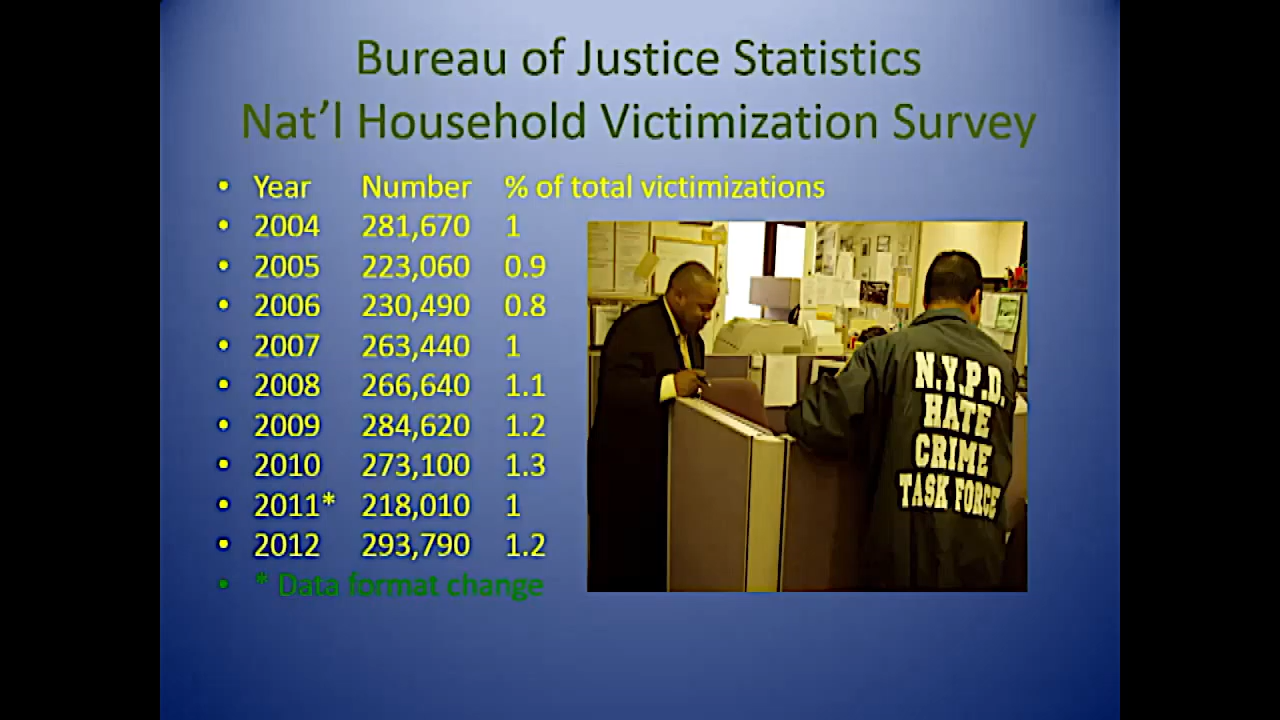 Bureau of Justice Statistics
Nat’l Household Victimization Survey
• Year Number % of total victimizations
• 2004 281,670 1
• 2005 223,060 0.9
• 2006 230,490 0.8
• 2007 263,440 1
• 2008 266,640 1.1
• 2009 284,620 1.2
• 2010 273,100 1.3
• 2011* 218,010 1
• 2012 293,790 1.2
• * Data format change
N.Y.P.D.
HATE
CRIME
TASK FORCE